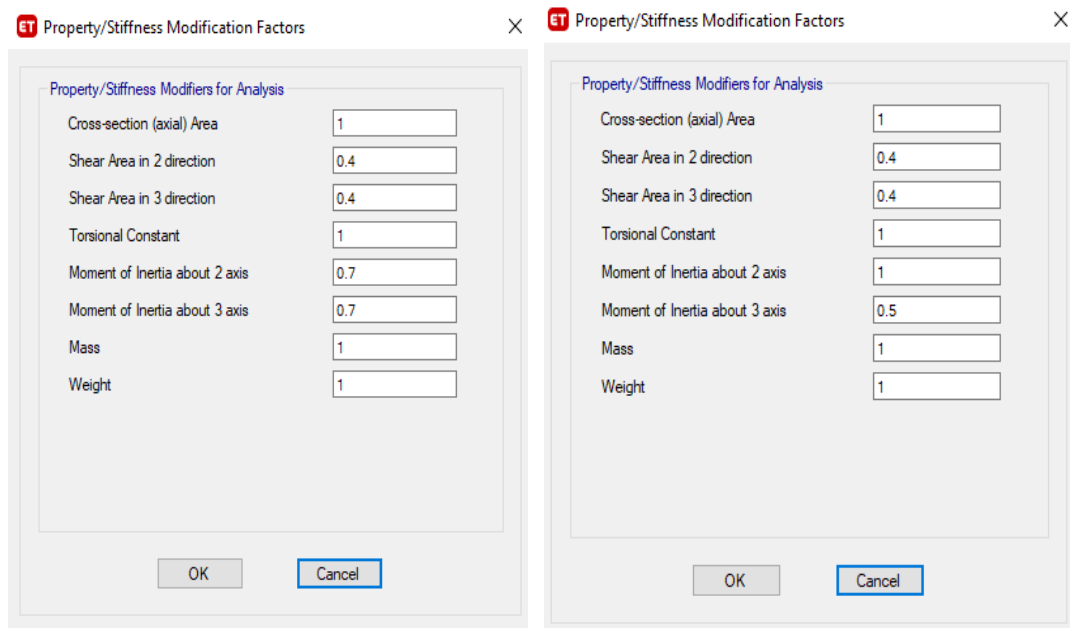 ET Property/Stiffness Modification Factors
Property/Stiffness Modifiers for Analysis
Cross-section (axial) Area 1
Shear Area in 2 direction 0.4
Shear Area in 3 direction 0.4
Torsional Constant 1
Moment of Inertia about 2 axis 0.7
Moment of Inertia about 3 axis 0.7
Mass 1
Weight 1
OK Cancel
ET Property/Stiffness Modification Factors
Property/Stiffness Modifiers for Analysis
Cross-section (axial) Area 1
Shear Area in 2 direction 0.4
Shear Area in 3 direction 0.4
Torsional Constant 1
Moment of Inertia about 2 axis 1
Moment of Inertia about 3 axis 0.5
Mass 1
Weight 1
OK Cancel